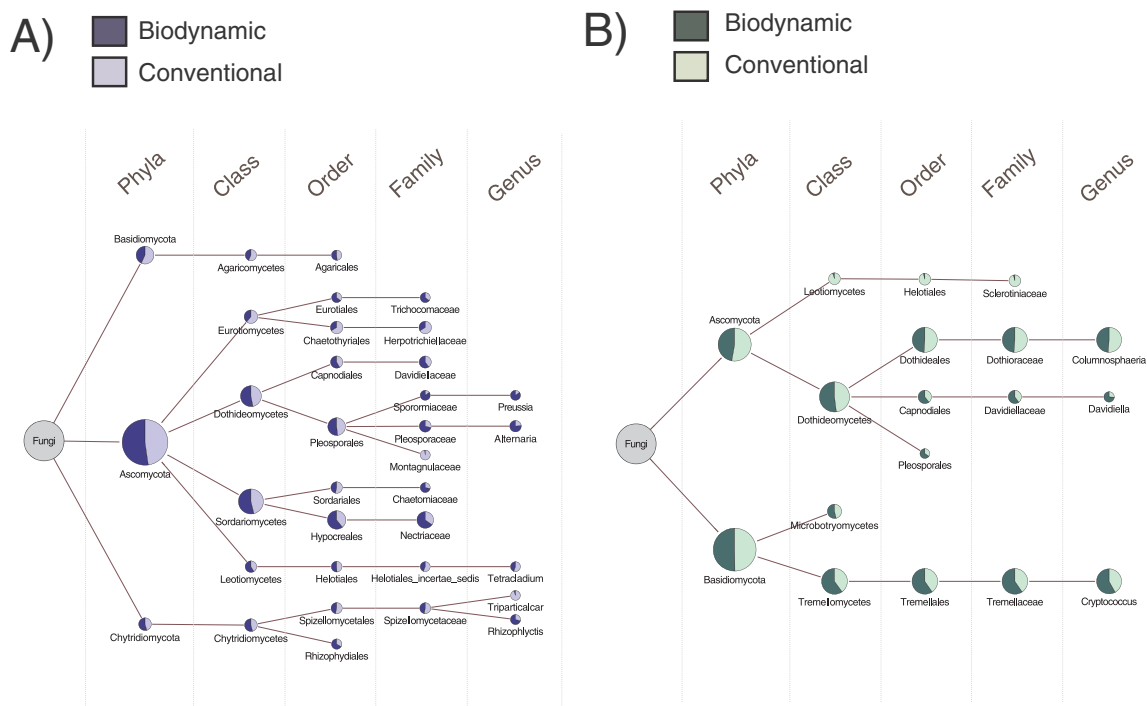 A)
Biodynamic
Conventional
Phyla
Class
Order
Family
Genus
Basidiomycota
Agaricomycetes
Agaricales
Eurotiomycetes
Eurotiales
Trichocomaceae
Chaetothyriales
Herpotrichiellaceae
Capnodiales
Davidiellaceae
Dothideomycetes
Sporormiaceae
Preussia
Pleosporales
Pleosporaceae
Alternaria
Montagnulaceae
Fungi
Ascomycota
Sordariales
Chaetomiaceae
Sordariomycetes
Hypocreales
Nectriaceae
Leotiomycetes
Helotiales
Helotiales_incertae_sedis
Tetracladium
Triparticalcar
Spizellomycetales
Spizellomycetaceae
Rhizophlyctis
Chytridiomycota
Chytridiomycetes
Rhizophydiales
B)
Biodynamic
Conventional
Phyla
Class
Order
Family
Genus
Leotiomycetes
Helotiales
Sclerotiniaceae
Ascomycota
Dothideales
Dothioraceae
Columnosphaeria
Dothideomycetes
Capnodiales
Davidiellaceae
Davidiella
Pleosporales
Fungi
Microbotryomycetes
Basidiomycota
Tremellomycetes
Tremellales
Tremellaceae
Cryptococcus